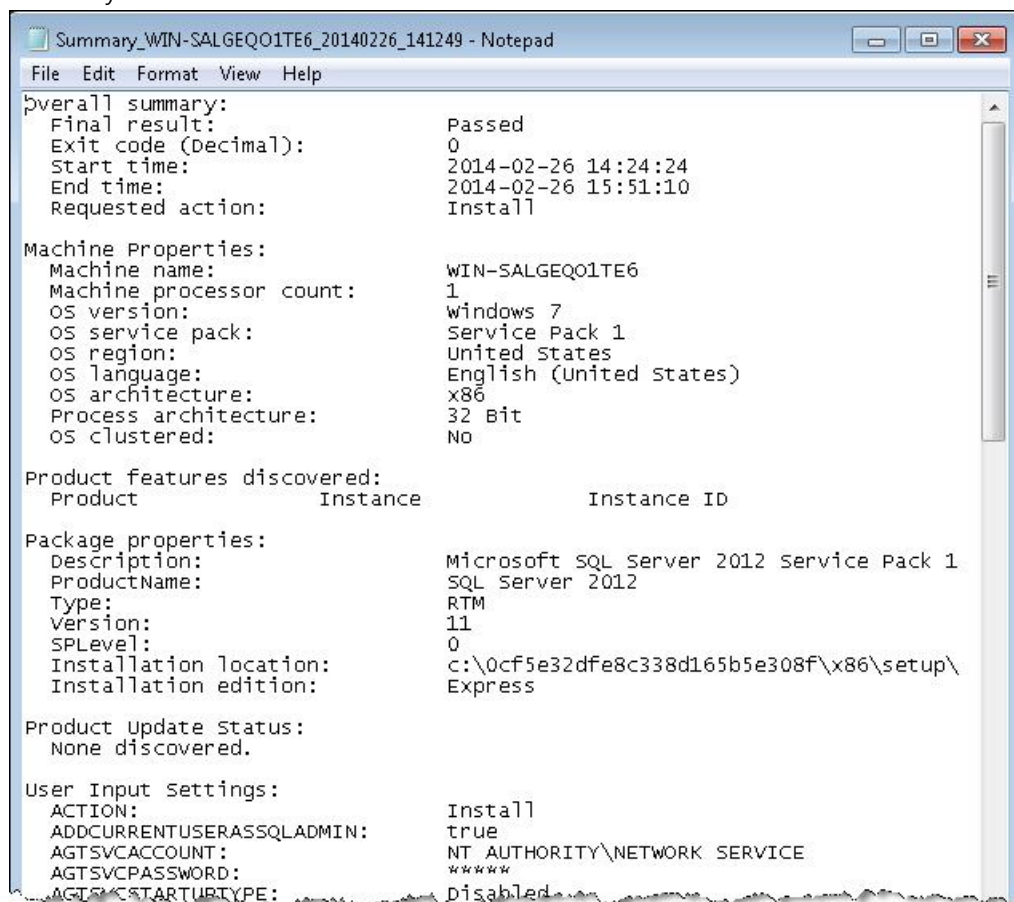 Summary_WIN-SALGEQO1TE6_20140226_141249 - Notepad
File Edit Format View Help
Overall summary:
Final result: Passed
Exit code (Decimal): 0
Start time: 2014-02-26 14:24:24
End time: 2014-02-26 15:51:10
Requested action: Install
Machine Properties:
Machine name: WIN-SALGEQO1TE6
Machine processor count: 1
OS version: Windows 7
OS service pack: Service Pack 1
OS region: United States
OS language: English (United States)
OS architecture: x86
Process architecture: 32 Bit
OS clustered: No
Product features discovered:
Product Instance Instance ID
Package properties:
Description: Microsoft SQL Server 2012 Service Pack 1
ProductName: SQL Server 2012
Type: RTM
Version: 11
SPLevel: 0
Installation location: c:\0cf5e32dfe8c338d165b5e308f\x86\setup\
Installation edition: Express
Product Update Status:
None discovered.
User Input Settings:
ACTION: Install
ADDCURRENTUSERASSQLADMIN: true
AGTSVCACCOUNT: NT AUTHORITY\NETWORK SERVICE
AGTSVCPASSWORD: *****
AGTSVCSTARTUPTYPE: Disabled